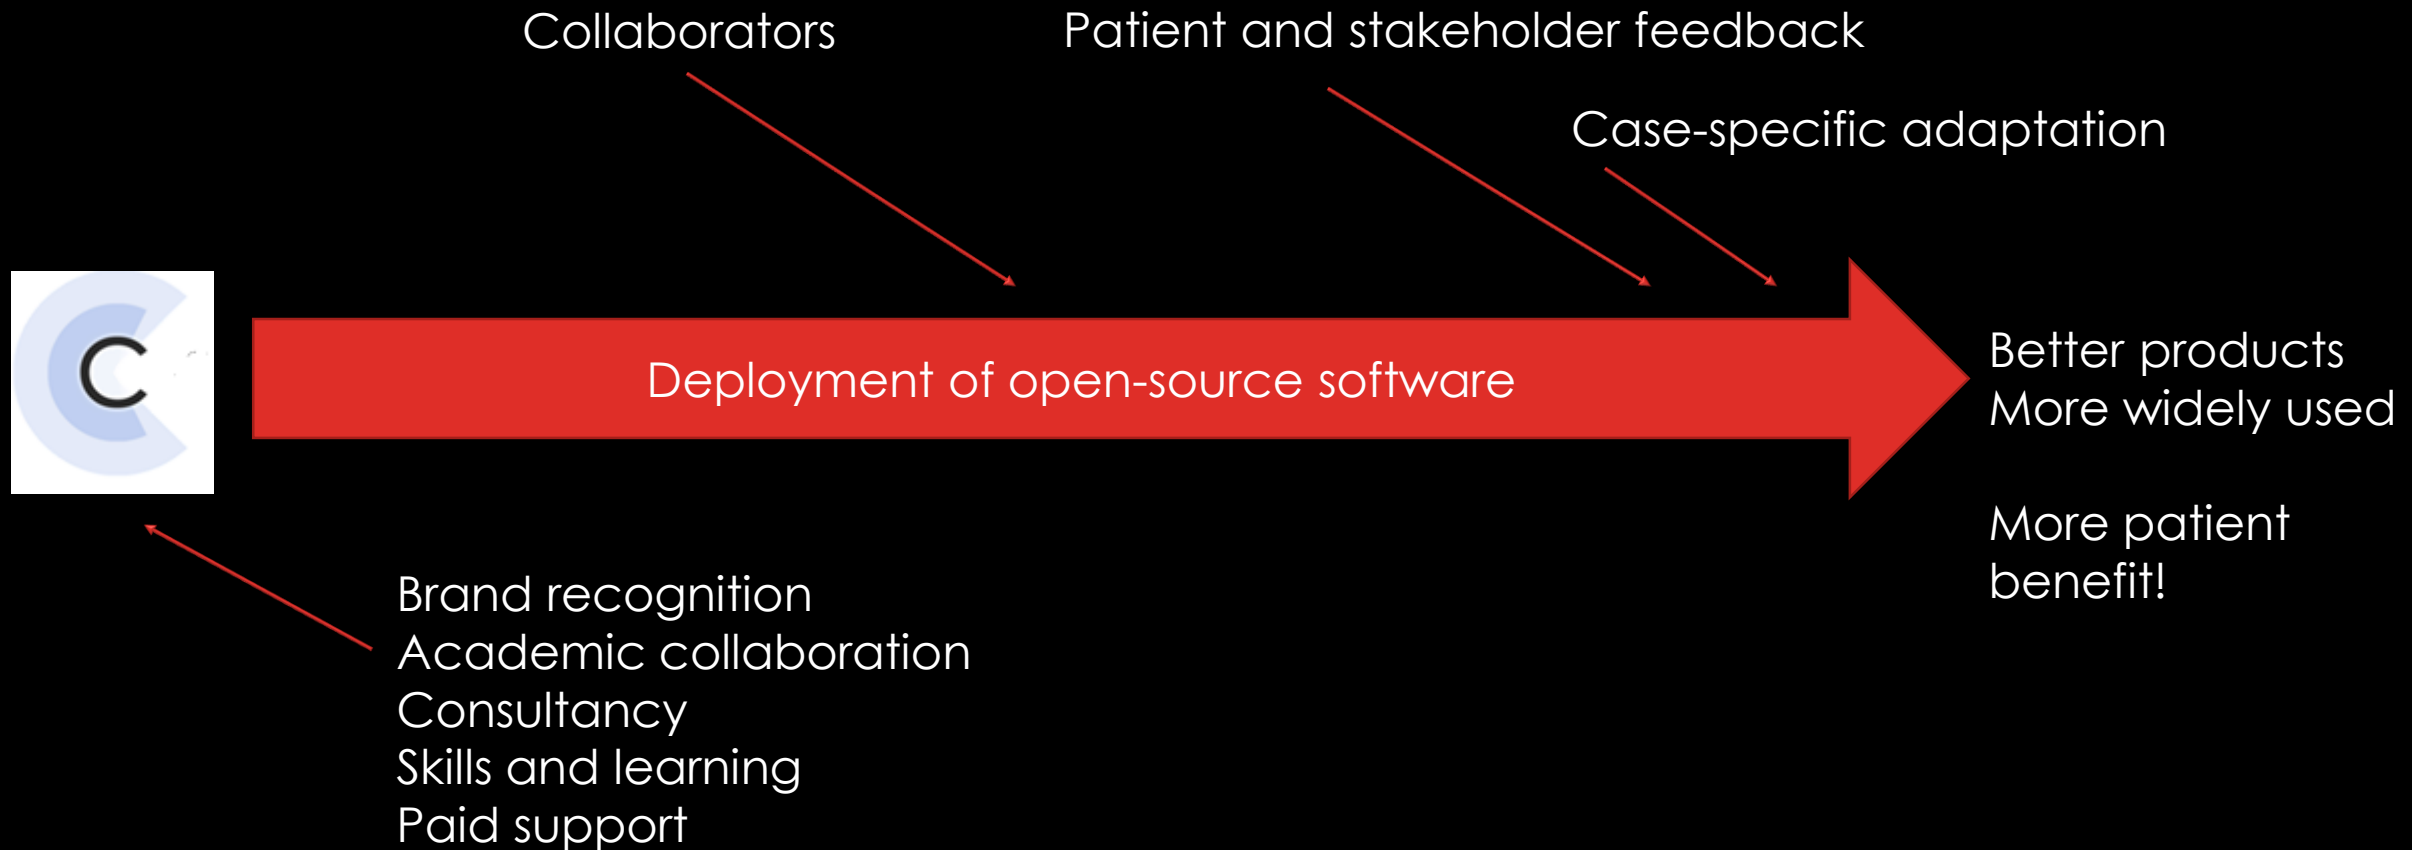 Collaborators
Patient and stakeholder feedback
Case-specific adaptation
C
Deployment of open-source software
Better products
More widely used
More patient
benefit!
Brand recognition
Academic collaboration
Consultancy
Skills and learning
Paid support